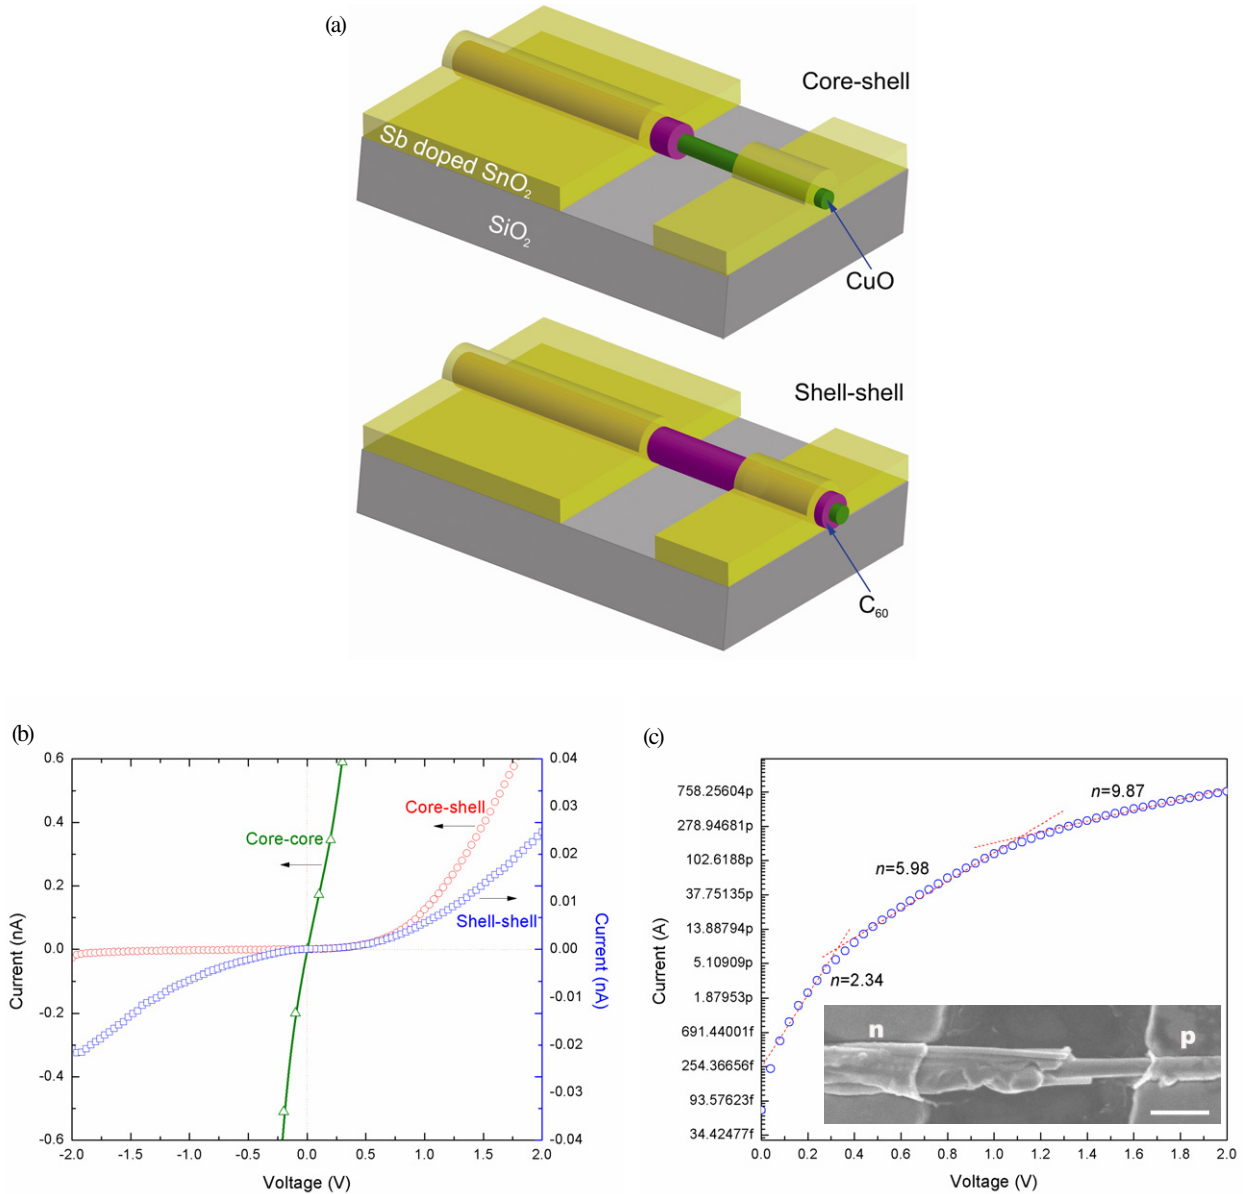 (a)
Core-shell
Sb doped SnO₂
SiO₂
CuO
Shell-shell
C₆₀
(b)
0.6
0.4
0.2
0.0
-0.2
-0.4
-0.6
Current (nA)
0.04
0.03
0.02
0.01
0.00
-0.01
-0.02
-0.03
-0.04
Current (nA)
Core-shell
Core-core
Shell-shell
-2.0 -1.5 -1.0 -0.5 0.0 0.5 1.0 1.5 2.0
Voltage (V)
(c)
758.25604p
278.94681p
102.6188p
37.75135p
13.88794p
5.10909p
1.87953p
691.44001f
254.36656f
93.57623f
34.42477f
Current (A)
n=9.87
n=5.98
n=2.34
n
p
0.0 0.2 0.4 0.6 0.8 1.0 1.2 1.4 1.6 1.8 2.0
Voltage (V)